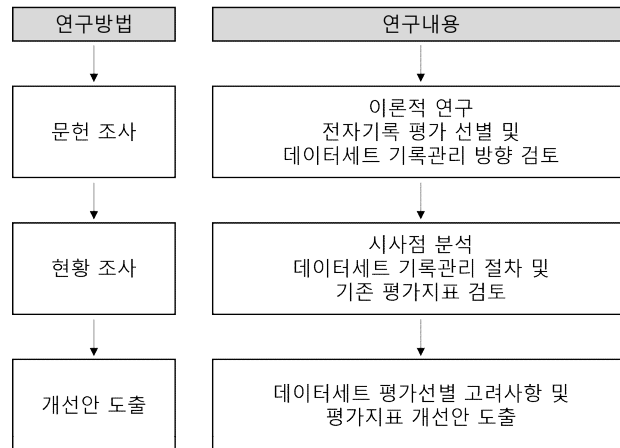 연구방법
연구내용
문헌 조사
이론적 연구
전자기록 평가 선별 및
데이터세트 기록관리 방향 검토
현황 조사
시사점 분석
데이터세트 기록관리 절차 및
기존 평가지표 검토
개선안 도출
데이터세트 평가선별 고려사항 및
평가지표 개선안 도출